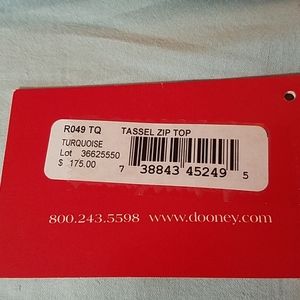 R049 TQ TASSEL ZIP TOP
TURQUOISE
Lot 36625550
$ 175.00
7 38843 45249 5
800.243.5598 www.dooney.com